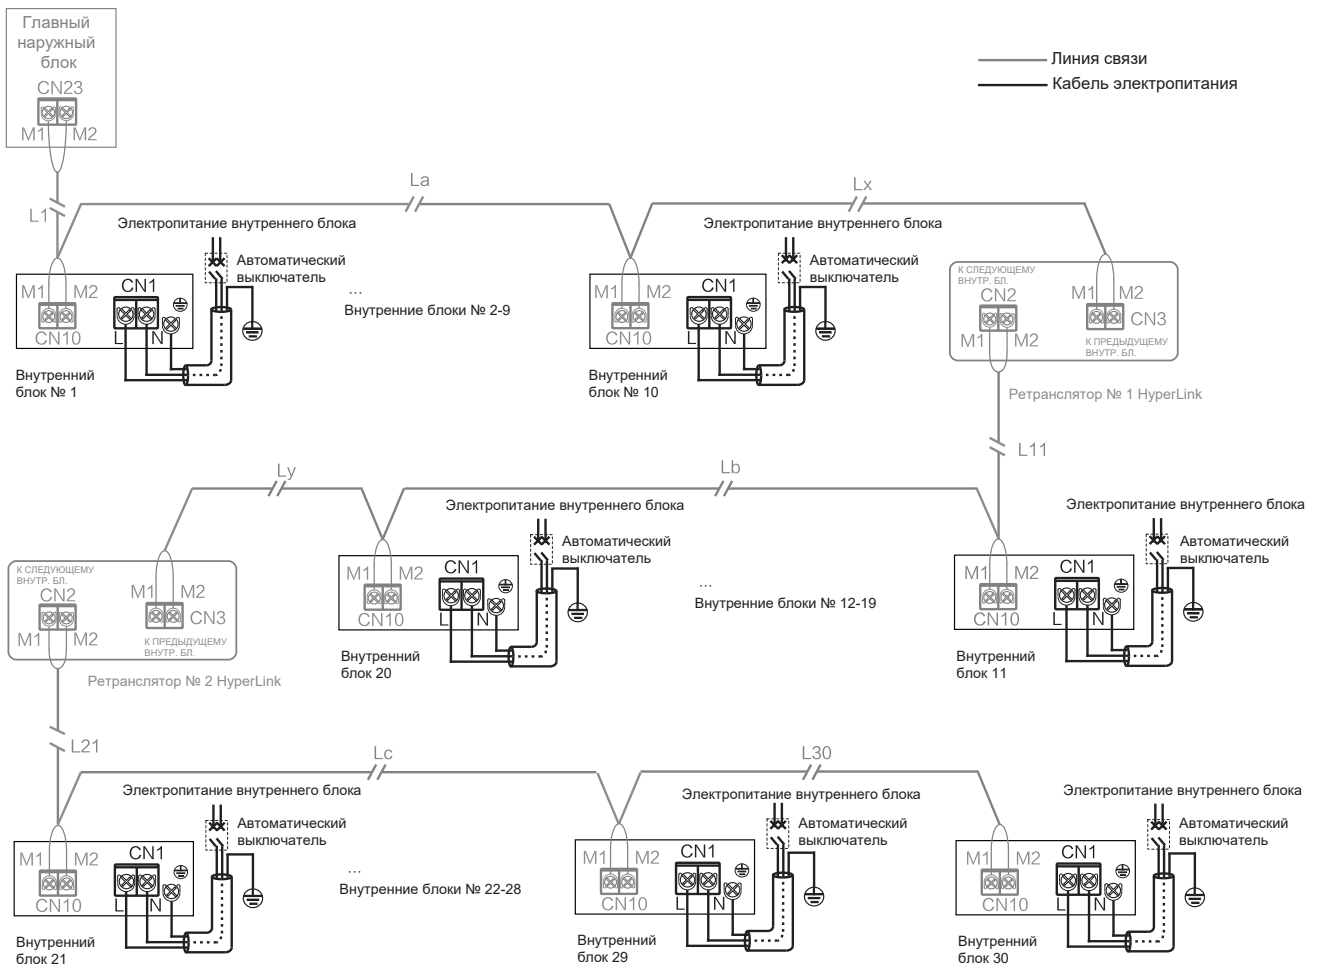 Главный
наружный
блок
CN23
M1 M2
Линия связи
Кабель электропитания
L1
La
Lx
Электропитание внутреннего блока
Автоматический
выключатель
M1 M2
CN1
CN10
L N
Внутренний
блок № 1
...
Внутренние блоки № 2-9
Электропитание внутреннего блока
Автоматический
выключатель
M1 M2
CN1
CN10
L N
Внутренний
блок № 10
К СЛЕДУЮЩЕМУ
ВНУТР. БЛ.
CN2
M1 M2
M1 M2
CN3
К ПРЕДЫДУЩЕМУ
ВНУТР. БЛ.
Ретранслятор № 1 HyperLink
L11
Ly
Lb
К СЛЕДУЮЩЕМУ
ВНУТР. БЛ.
CN2
M1 M2
M1 M2
CN3
К ПРЕДЫДУЩЕМУ
ВНУТР. БЛ.
Ретранслятор № 2 HyperLink
Электропитание внутреннего блока
Автоматический
выключатель
M1 M2
CN1
CN10
L N
Внутренний
блок 20
...
Внутренние блоки № 12-19
Электропитание внутреннего блока
Автоматический
выключатель
M1 M2
CN1
CN10
L N
Внутренний
блок 11
L21
Lc
L30
Электропитание внутреннего блока
Автоматический
выключатель
M1 M2
CN1
CN10
L N
Внутренний
блок 21
...
Внутренние блоки № 22-28
Электропитание внутреннего блока
Автоматический
выключатель
M1 M2
CN1
CN10
L N
Внутренний
блок 29
Электропитание внутреннего блока
Автоматический
выключатель
M1 M2
CN1
CN10
L N
Внутренний
блок 30